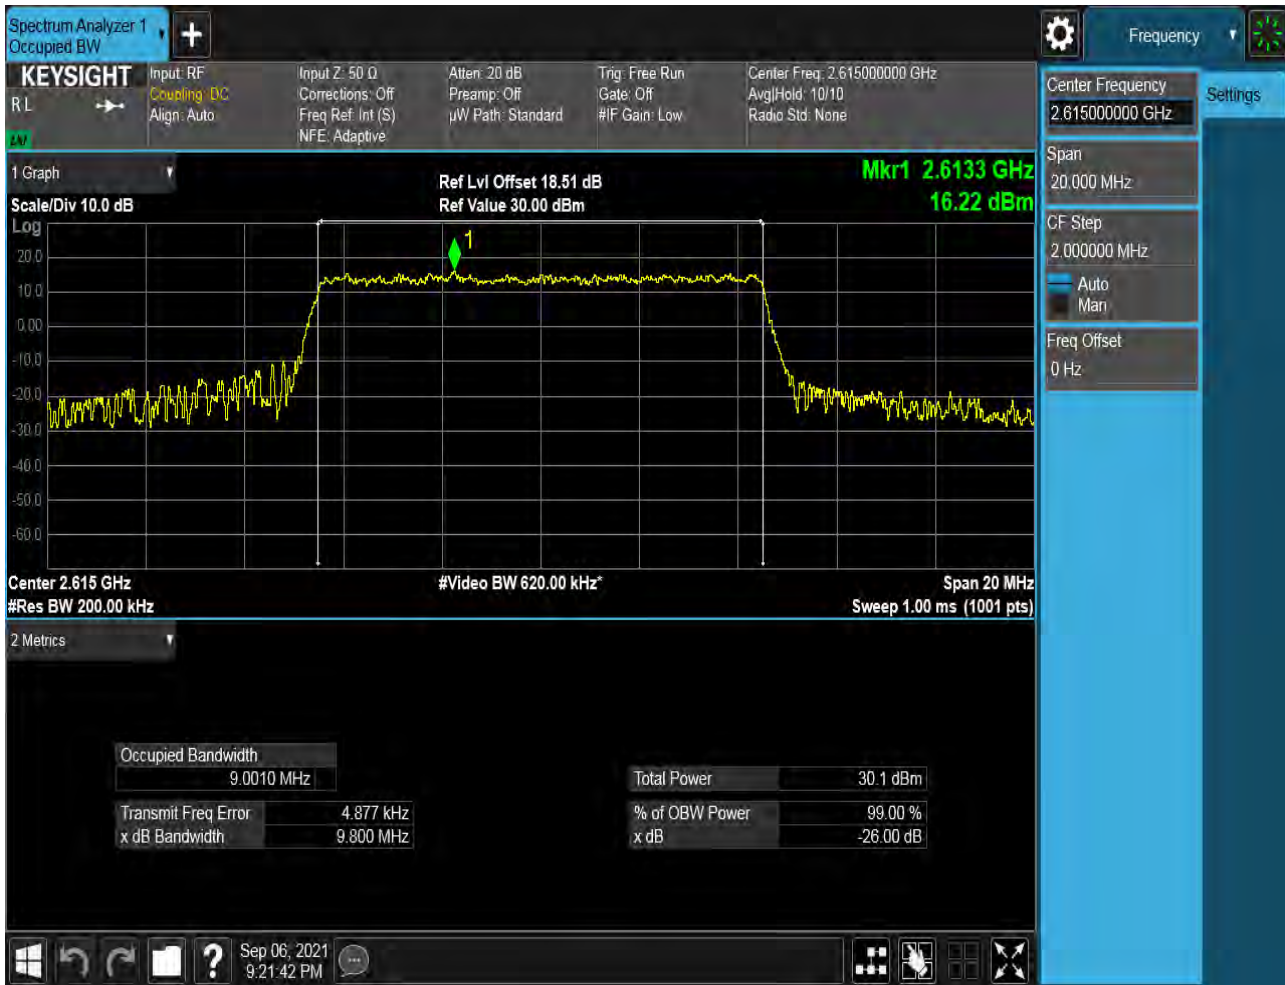 Spectrum Analyzer 1
Occupied BW
Frequency
KEYSIGHT
R L
Input: RF
Coupling: DC
Align: Auto
Input Z: 50 Ω
Corrections: Off
Freq Ref: Int (S)
NFE: Adaptive
Atten: 20 dB
Preamp: Off
µW Path: Standard
Trig: Free Run
Gate: Off
#IF Gain: Low
Center Freq: 2.615000000 GHz
Avg|Hold: 10/10
Radio Std: None
1 Graph
Scale/Div 10.0 dB
Ref Lvl Offset 18.51 dB
Ref Value 30.00 dBm
Mkr1 2.6133 GHz
16.22 dBm
Log
1
20.0
10.0
0.00
-10.0
-20.0
-30.0
-40.0
-50.0
-60.0
Center 2.615 GHz
#Video BW 620.00 kHz*
Span 20 MHz
#Res BW 200.00 kHz
Sweep 1.00 ms (1001 pts)
2 Metrics
Occupied Bandwidth
9.0010 MHz
Transmit Freq Error 4.877 kHz
x dB Bandwidth 9.800 MHz
Total Power 30.1 dBm
% of OBW Power 99.00 %
x dB -26.00 dB
Center Frequency
2.615000000 GHz
Settings
Span
20.000 MHz
CF Step
2.000000 MHz
Auto
Man
Freq Offset
0 Hz
?
Sep 06, 2021
9:21:42 PM